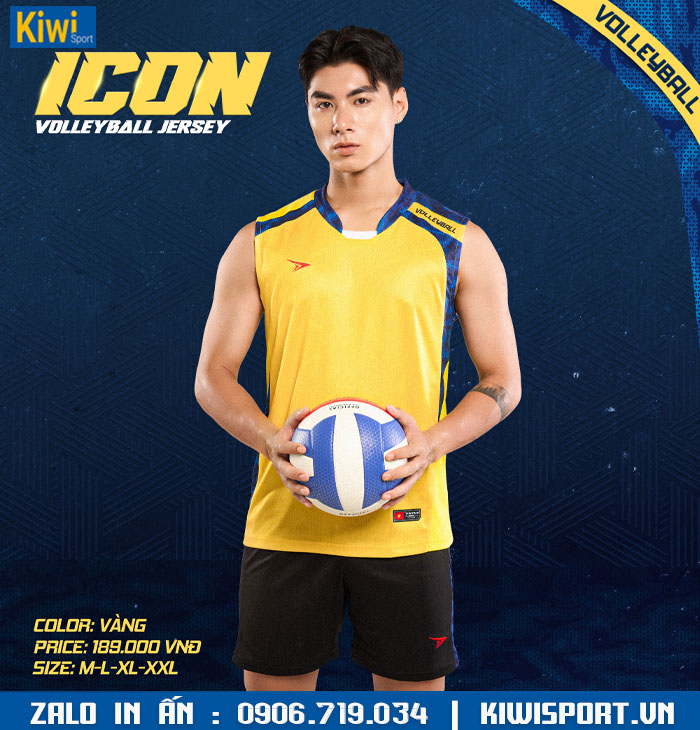 Kiwi
Sport
ICON
VOLLEYBALL JERSEY
VOLLEYBALL
VOLLEYBALL
OFFICIAL
COLOR: VÀNG
PRICE: 189.000 VNĐ
SIZE: M-L-XL-XXL
ZALO IN ẤN : 0906.719.034 | KIWISPORT.VN